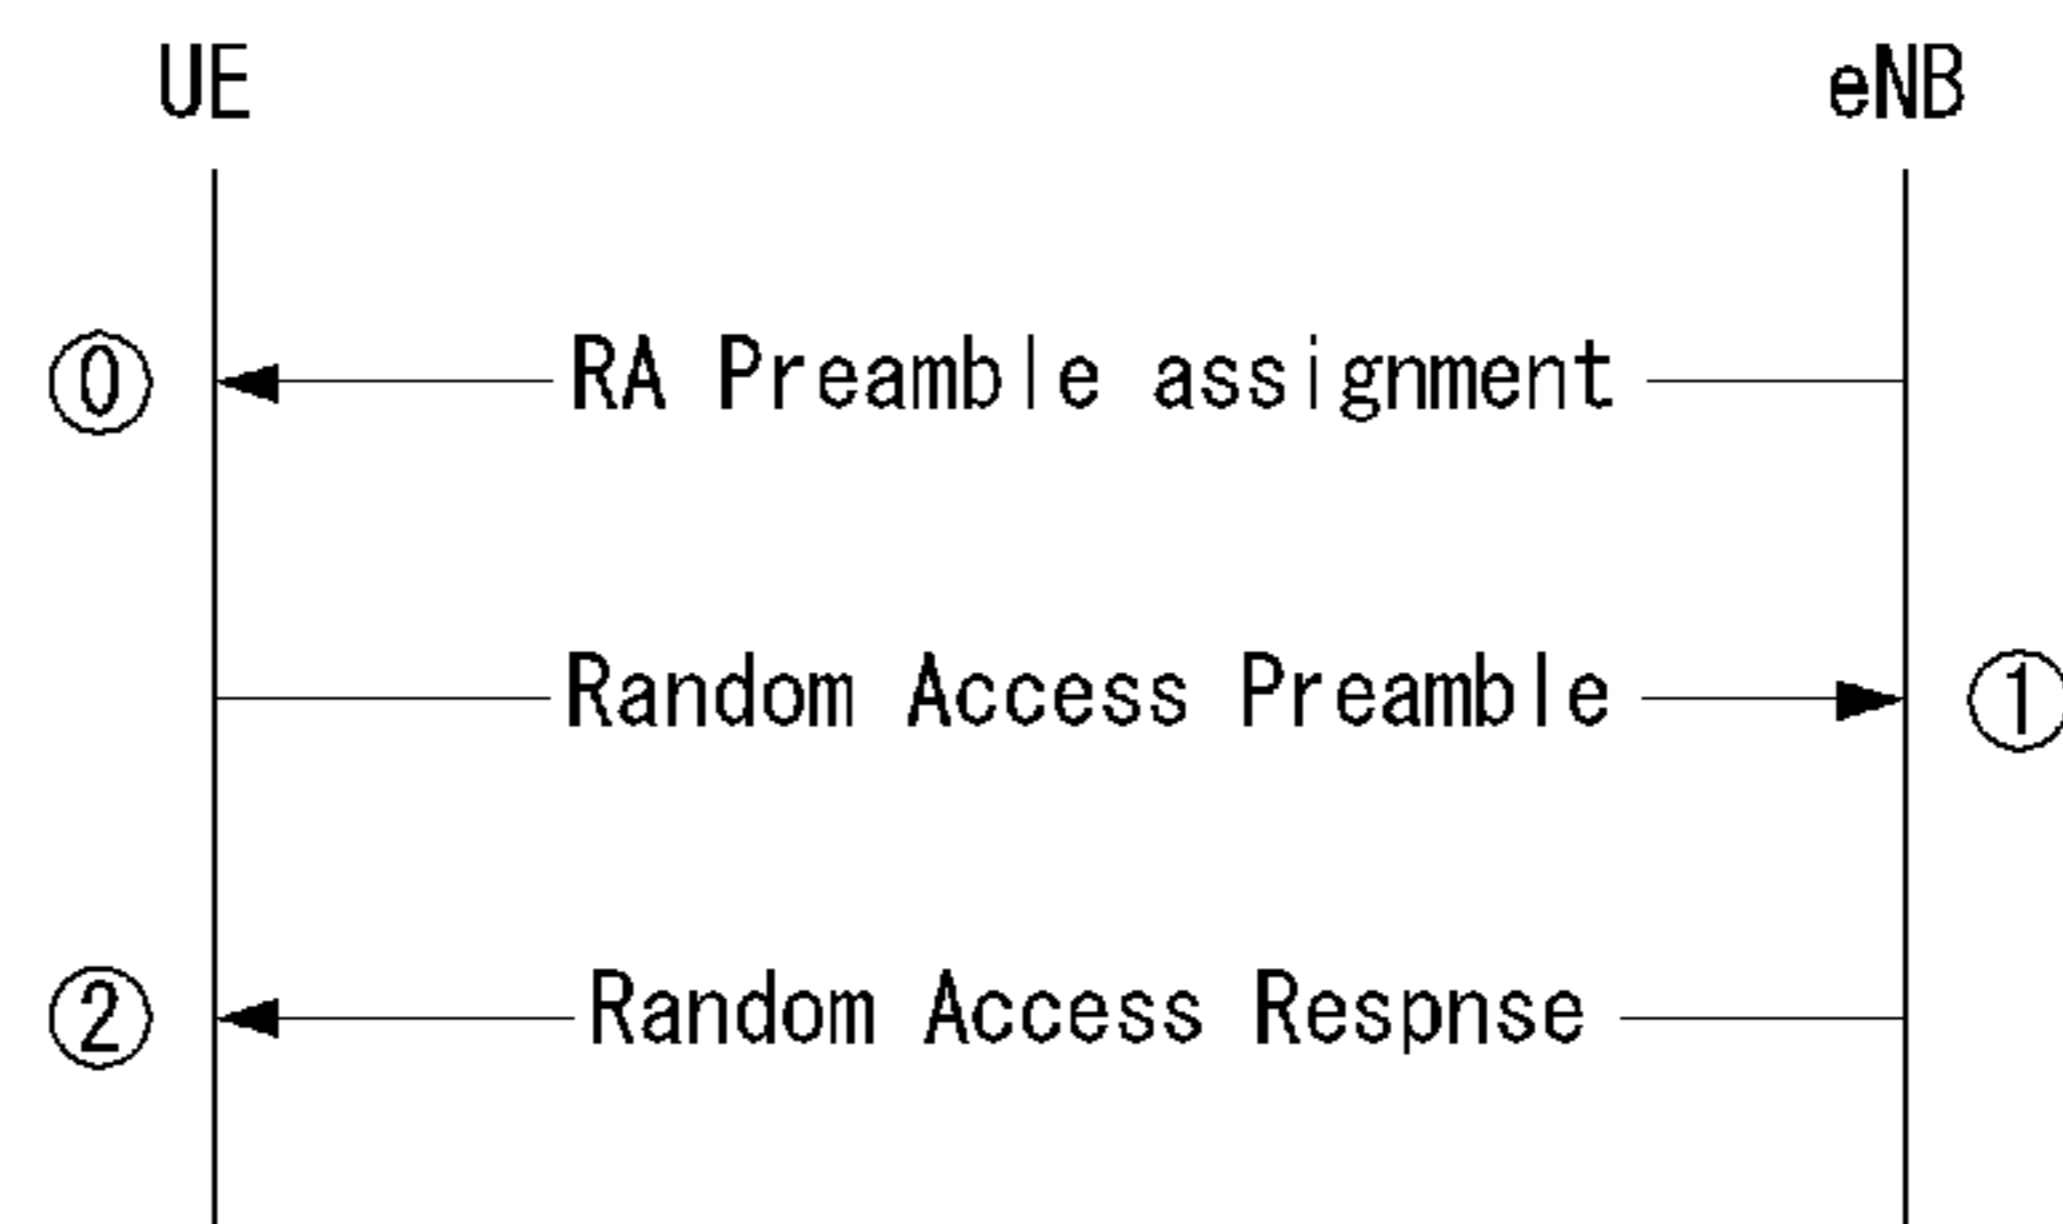 UE eNB
⓪ RA Preamble assignment
Random Access Preamble ①
② Random Access Respnse